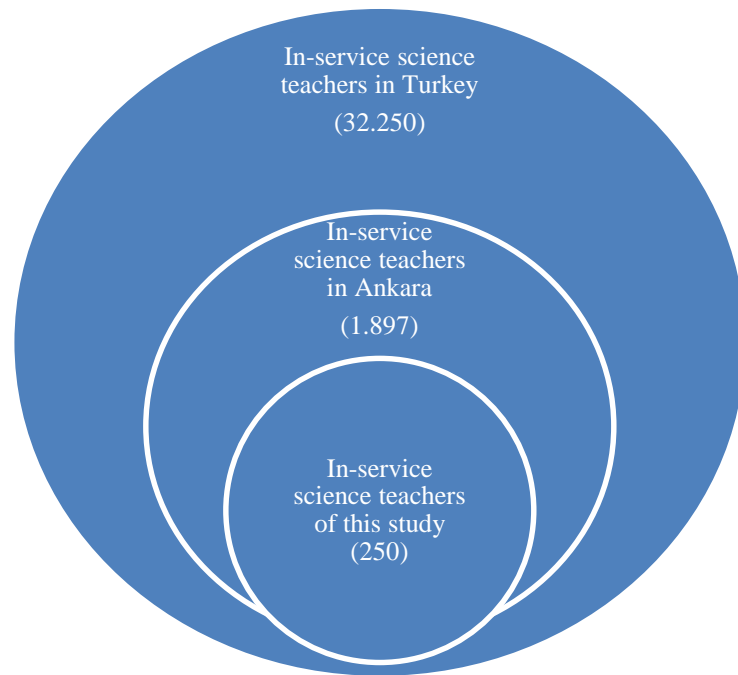 In-service science
teachers in Turkey
(32.250)
In-service
science teachers
in Ankara
(1.897)
In-service
science teachers
of this study
(250)